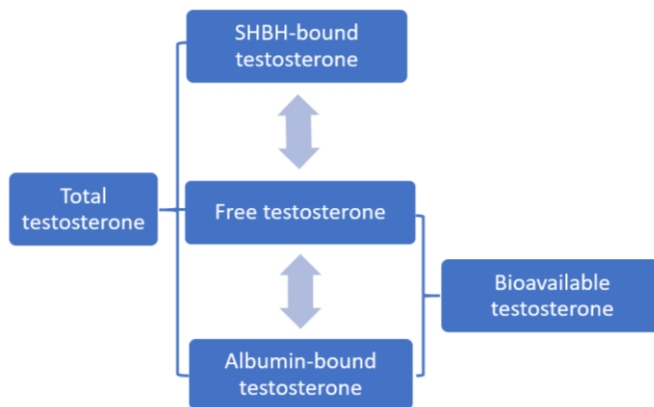 SHBH-bound
testosterone
Total
testosterone
Free testosterone
Bioavailable
testosterone
Albumin-bound
testosterone